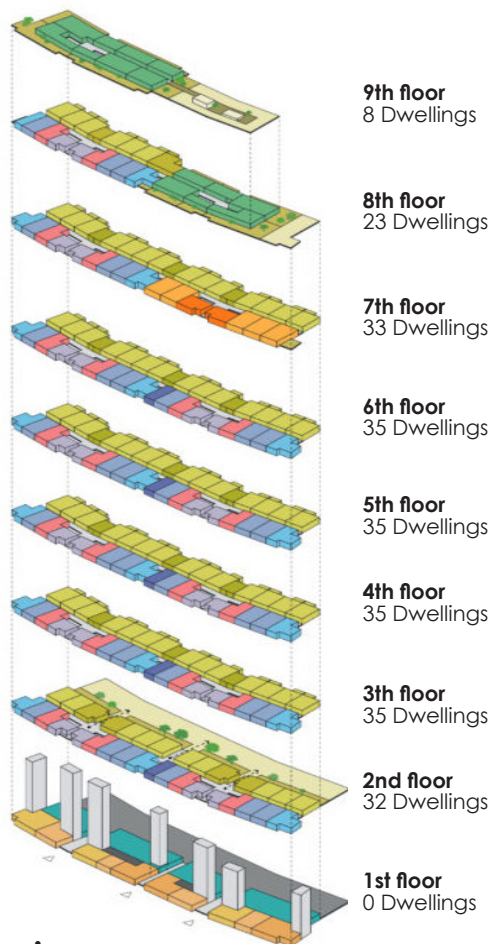 9th floor
8 Dwellings
8th floor
23 Dwellings
7th floor
33 Dwellings
6th floor
35 Dwellings
5th floor
35 Dwellings
4th floor
35 Dwellings
3th floor
35 Dwellings
2nd floor
32 Dwellings
1st floor
0 Dwellings